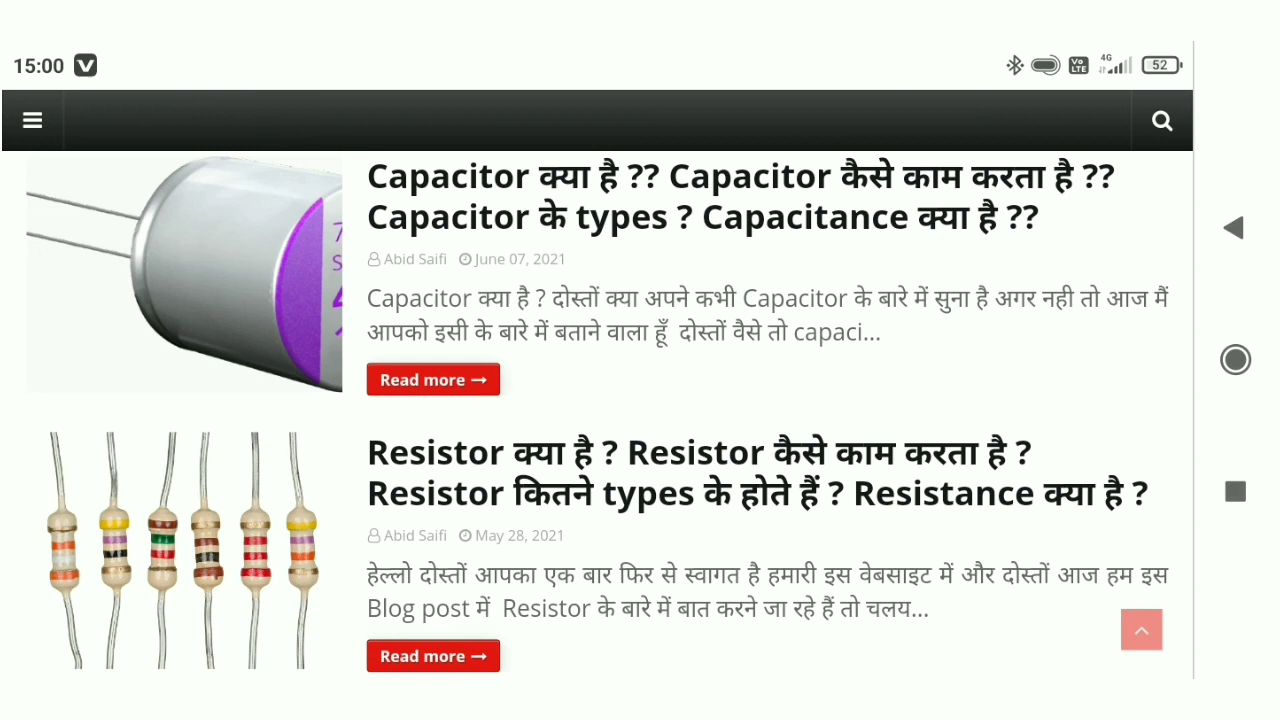 15:00
Vo LTE
4G
52
Capacitor क्या है ?? Capacitor कैसे काम करता है ??
Capacitor के types ? Capacitance क्या है ??
Abid Saifi June 07, 2021
Capacitor क्या है ? दोस्तों क्या अपने कभी Capacitor के बारे में सुना है अगर नही तो आज मैं
आपको इसी के बारे में बताने वाला हूँ दोस्तों वैसे तो capaci...
Read more
Resistor क्या है ? Resistor कैसे काम करता है ?
Resistor कितने types के होते हैं ? Resistance क्या है ?
Abid Saifi May 28, 2021
हेल्लो दोस्तों आपका एक बार फिर से स्वागत है हमारी इस वेबसाइट में और दोस्तों आज हम इस
Blog post में Resistor के बारे में बात करने जा रहे हैं तो चलय...
Read more